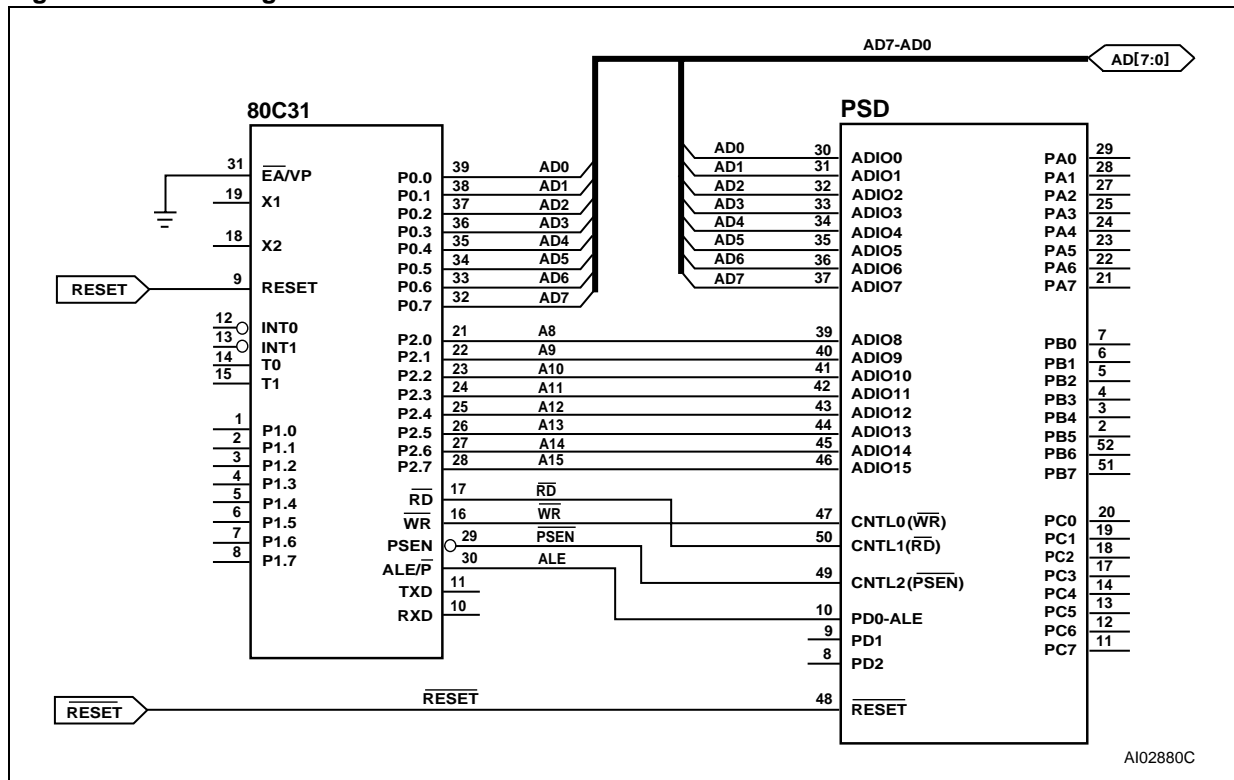 AD7-AD0
AD[7:0]
80C31
PSD
31 EA/VP
19 X1
18 X2
RESET 9 RESET
12 INT0
13 INT1
14 T0
15 T1
1 P1.0
2 P1.1
3 P1.2
4 P1.3
5 P1.4
6 P1.5
7 P1.6
8 P1.7
P0.0 39 AD0
P0.1 38 AD1
P0.2 37 AD2
P0.3 36 AD3
P0.4 35 AD4
P0.5 34 AD5
P0.6 33 AD6
P0.7 32 AD7
P2.0 21 A8
P2.1 22 A9
P2.2 23 A10
P2.3 24 A11
P2.4 25 A12
P2.5 26 A13
P2.6 27 A14
P2.7 28 A15
RD 17 RD
WR 16 WR
PSEN 29 PSEN
ALE/P 30 ALE
TXD 11
RXD 10
AD0 30 ADIO0
AD1 31 ADIO1
AD2 32 ADIO2
AD3 33 ADIO3
AD4 34 ADIO4
AD5 35 ADIO5
AD6 36 ADIO6
AD7 37 ADIO7
39 ADIO8
40 ADIO9
41 ADIO10
42 ADIO11
43 ADIO12
44 ADIO13
45 ADIO14
46 ADIO15
47 CNTL0(WR)
50 CNTL1(RD)
49 CNTL2(PSEN)
10 PD0-ALE
9 PD1
8 PD2
RESET RESET 48 RESET
PA0 29
PA1 28
PA2 27
PA3 25
PA4 24
PA5 23
PA6 22
PA7 21
PB0 7
PB1 6
PB2 5
PB3 4
PB4 3
PB5 2
PB6 52
PB7 51
PC0 20
PC1 19
PC2 18
PC3 17
PC4 14
PC5 13
PC6 12
PC7 11
AI02880C